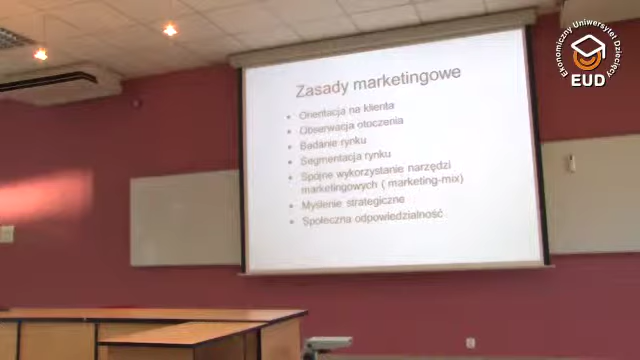 Zasady marketingowe
Orientacja na klienta
Obserwacja otoczenia
Badanie rynku
Segmentacja rynku
Spójne wykorzystanie narzędzi
marketingowych ( marketing-mix)
Myślenie strategiczne
Społeczna odpowiedzialność
Ekonomiczny Uniwersytet Dziecięcy
EUD